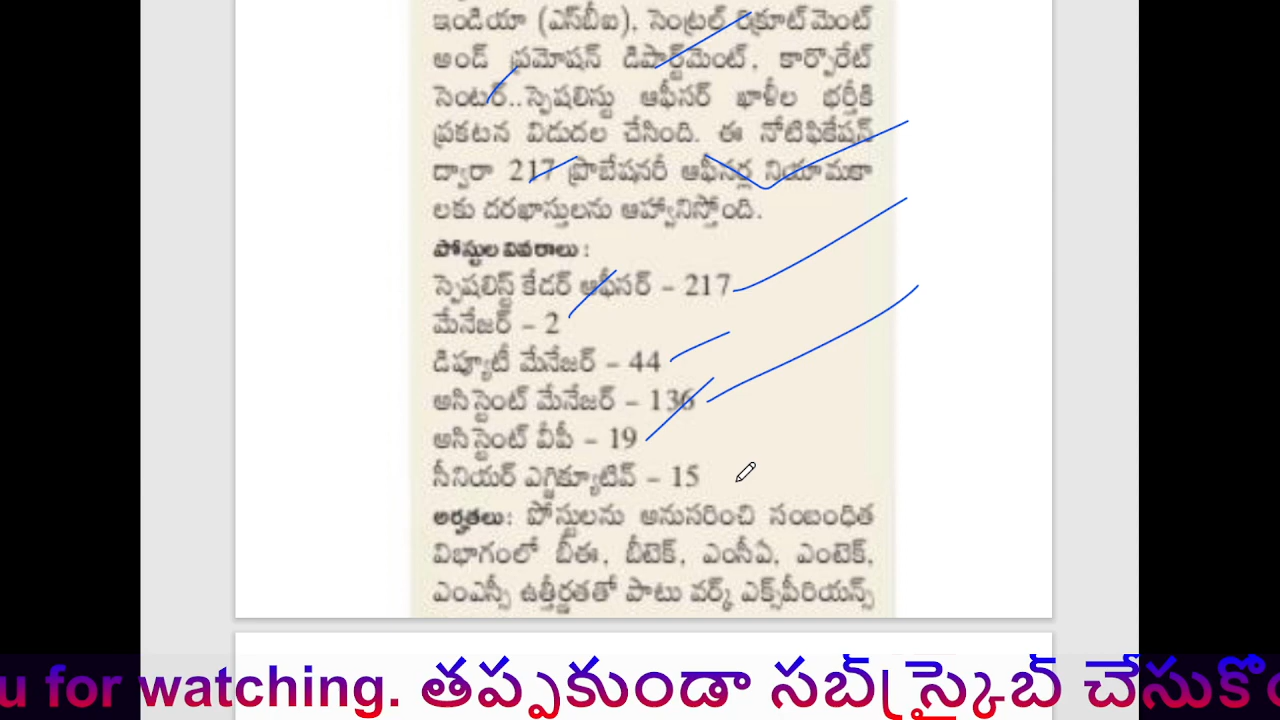 ఇండియా (ఎస్‌బీఐ), సెంట్రల్ రిక్రూట్‌మెంట్
అండ్ ప్రమోషన్ డిపార్ట్‌మెంట్, కార్పొరేట్
సెంటర్..స్పెషలిస్టు ఆఫీసర్ ఖాళీల భర్తీకి
ప్రకటన విడుదల చేసింది. ఈ నోటిఫికేషన్
ద్వారా 217 ప్రొబేషనరీ ఆఫీసర్ల నియామకా
లకు దరఖాస్తులను ఆహ్వానిస్తోంది.
పోస్టుల వివరాలు :
స్పెషలిస్ట్ కేడర్ ఆఫీసర్ – 217
మేనేజర్ – 2
డిప్యూటీ మేనేజర్ – 44
అసిస్టెంట్ మేనేజర్ – 136
అసిస్టెంట్ వీపీ – 19
సీనియర్ ఎగ్జిక్యూటివ్ – 15
అర్హతలు: పోస్టులను అనుసరించి సంబంధిత
విభాగంలో బీఈ, బీటెక్, ఎంసీఏ, ఎంటెక్,
ఎంఎస్సీ ఉత్తీర్ణతతో పాటు వర్క్ ఎక్స్‌పీరియన్స్
u for watching. తప్పకుండా సబ్‌స్క్రైబ్ చేసుకో